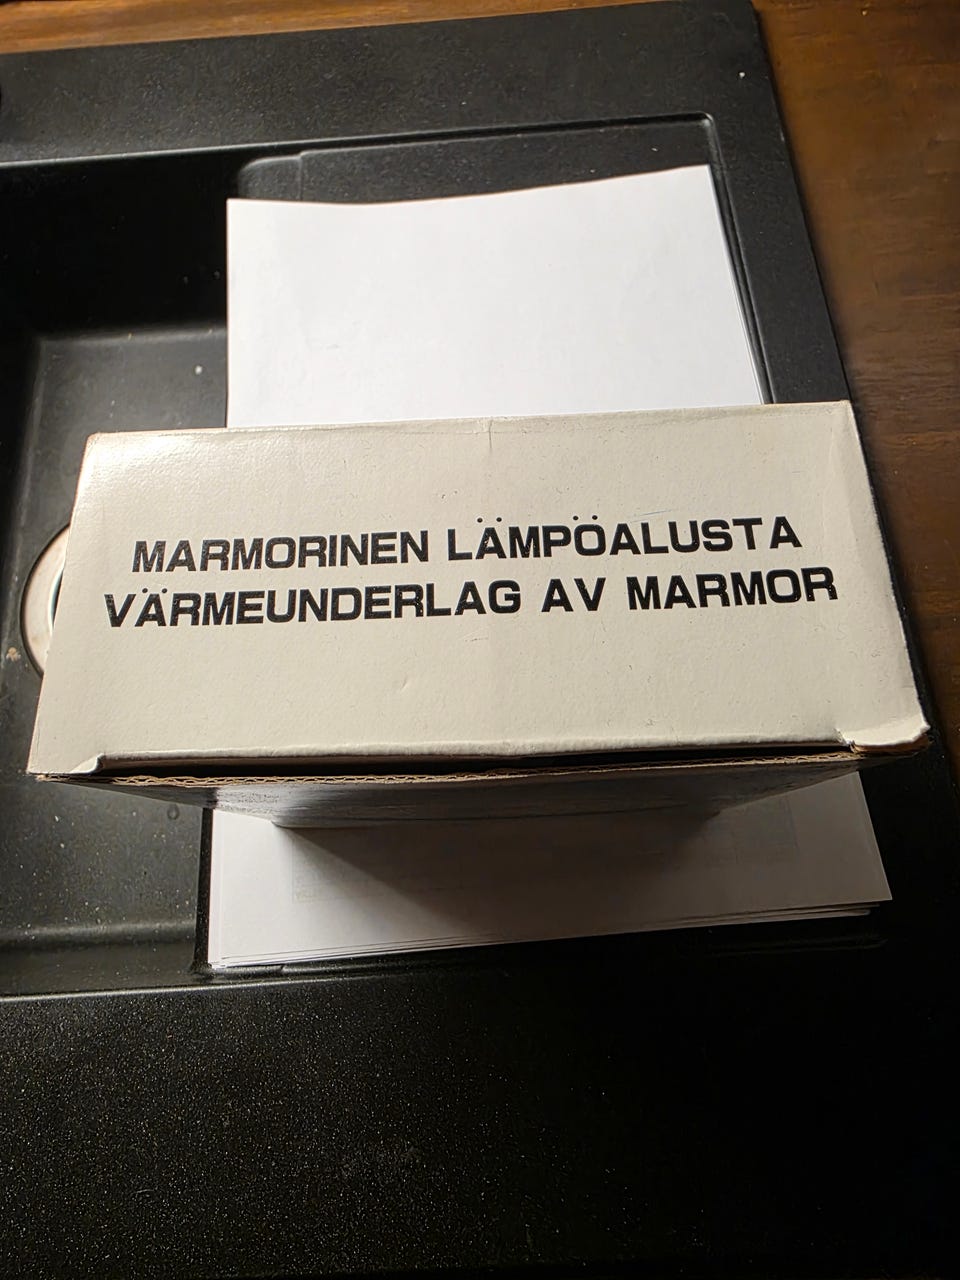 MARMORINEN LÄMPÖALUSTA
VÄRMEUNDERLAG AV MARMOR